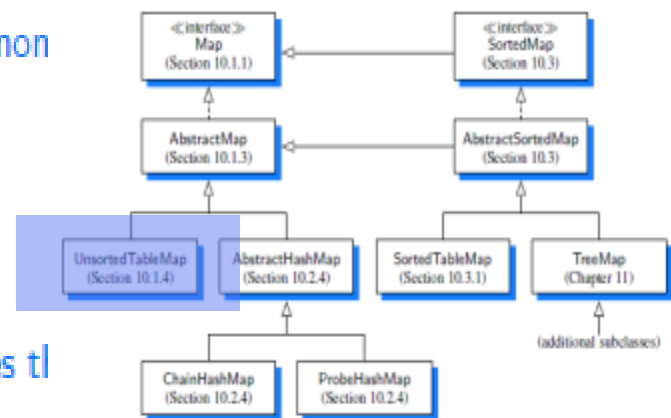 non
≪interface≫
Map
(Section 10.1.1)
≪interface≫
SortedMap
(Section 10.3)
AbstractMap
(Section 10.1.3)
AbstractSortedMap
(Section 10.3)
UnsortedTableMap
(Section 10.1.4)
AbstractHashMap
(Section 10.2.4)
SortedTableMap
(Section 10.3.1)
TreeMap
(Chapter 11)
(additional subclasses)
ChainHashMap
(Section 10.2.4)
ProbeHashMap
(Section 10.2.4)